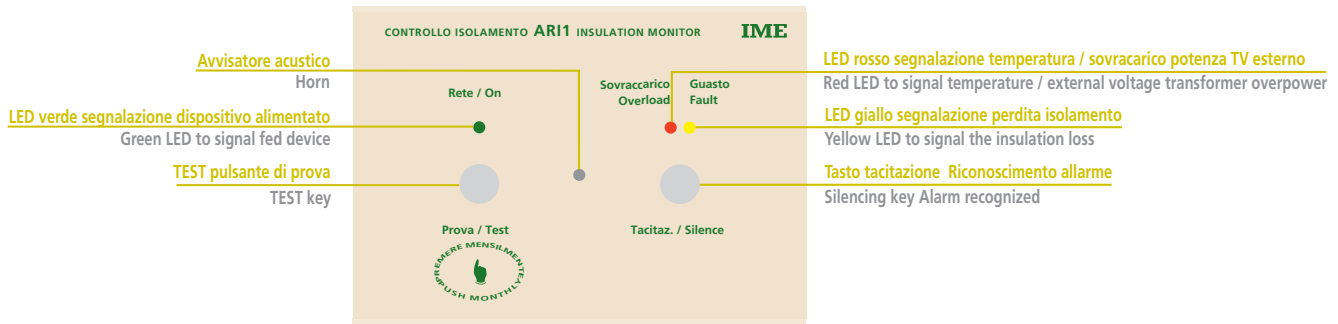 CONTROLLO ISOLAMENTO ARI1 INSULATION MONITOR
IME
Avvisatore acustico
Horn
LED verde segnalazione dispositivo alimentato
Green LED to signal fed device
TEST pulsante di prova
TEST key
Rete / On
Sovraccarico
Overload
Guasto
Fault
Prova / Test
Tacitaz. / Silence
PREMERE MENSILMENTE
PUSH MONTHLY
LED rosso segnalazione temperatura / sovracarico potenza TV esterno
Red LED to signal temperature / external voltage transformer overpower
LED giallo segnalazione perdita isolamento
Yellow LED to signal the insulation loss
Tasto tacitazione Riconoscimento allarme
Silencing key Alarm recognized